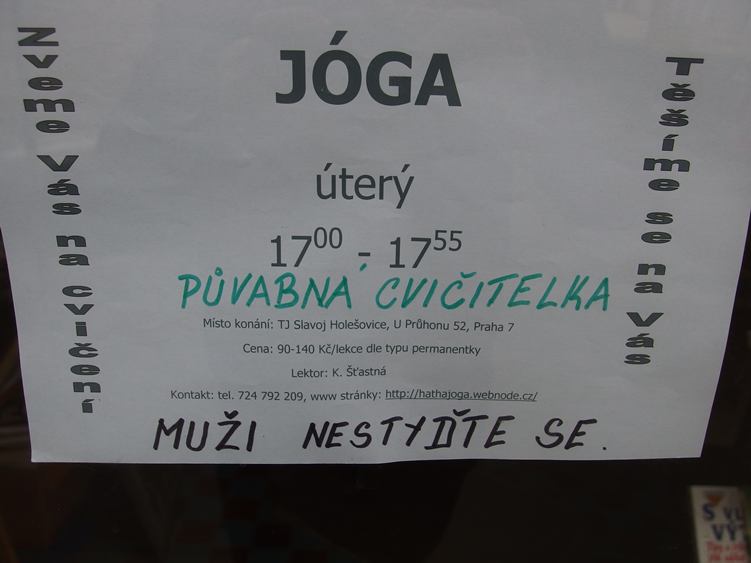 Zveme Vás na cvičení
JÓGA
úterý
17⁰⁰ - 17⁵⁵
PŮVABNÁ CVIČITELKA
Místo konání: TJ Slavoj Holešovice, U Průhonu 52, Praha 7
Cena: 90-140 Kč/lekce dle typu permanentky
Lektor: K. Šťastná
Kontakt: tel. 724 792 209, www stránky: http://hathajoga.webnode.cz/
MUŽI NESTYĎTE SE.
Těšíme se na Vás